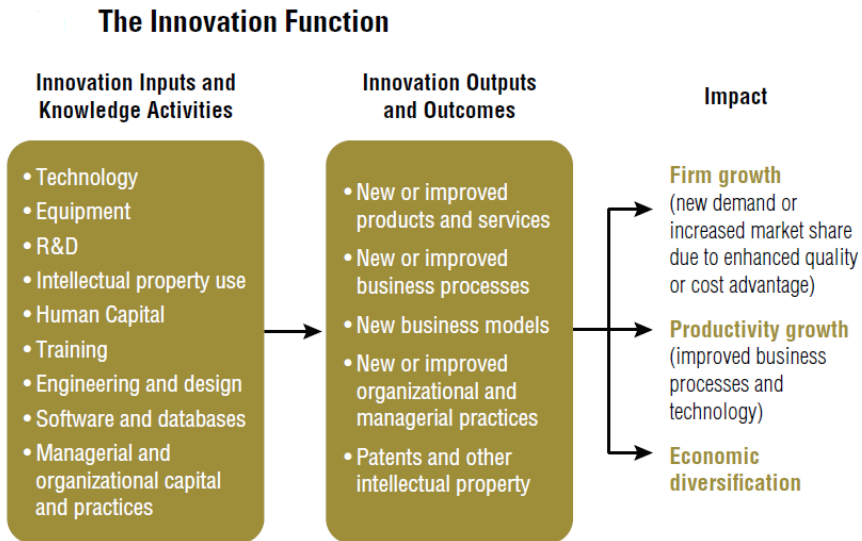 The Innovation Function
Innovation Inputs and
Knowledge Activities
• Technology
• Equipment
• R&D
• Intellectual property use
• Human Capital
• Training
• Engineering and design
• Software and databases
• Managerial and
organizational capital
and practices
Innovation Outputs
and Outcomes
• New or improved
products and services
• New or improved
business processes
• New business models
• New or improved
organizational and
managerial practices
• Patents and other
intellectual property
Impact
Firm growth
(new demand or
increased market share
due to enhanced quality
or cost advantage)
Productivity growth
(improved business
processes and
technology)
Economic
diversification